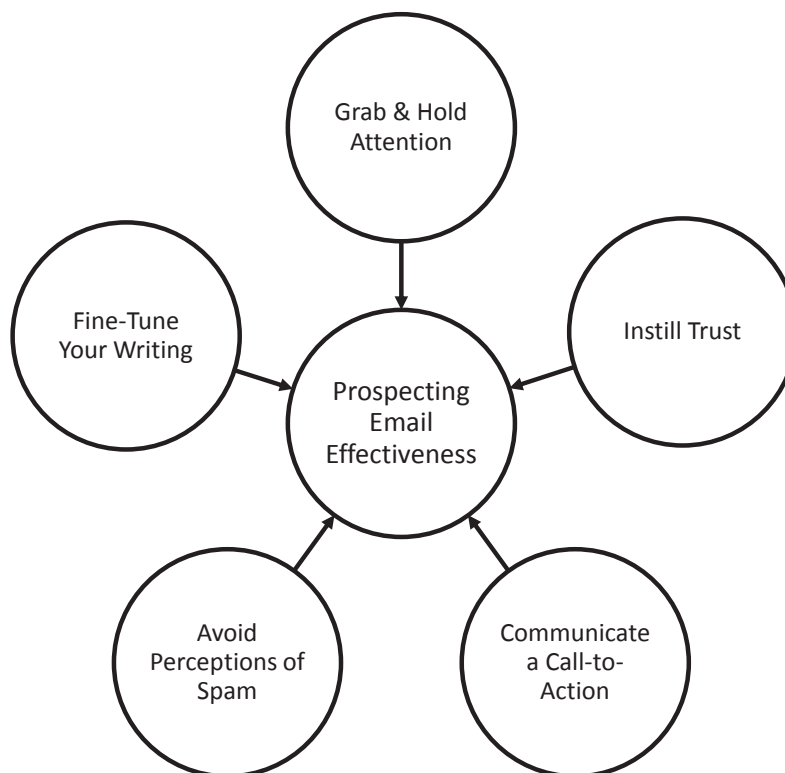 Grab & Hold
Attention
Fine-Tune
Your Writing
Instill Trust
Prospecting
Email
Effectiveness
Avoid
Perceptions of
Spam
Communicate
a Call-to-
Action